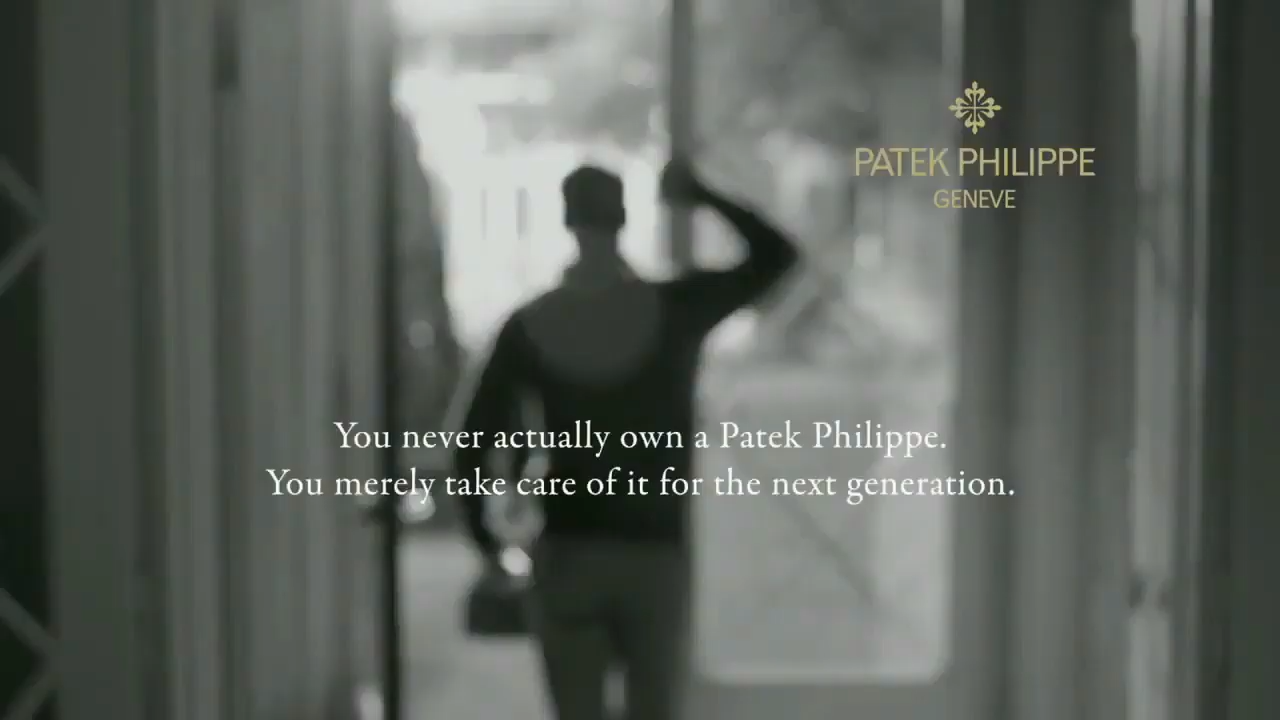 PATEK PHILIPPE
GENEVE
You never actually own a Patek Philippe.
You merely take care of it for the next generation.